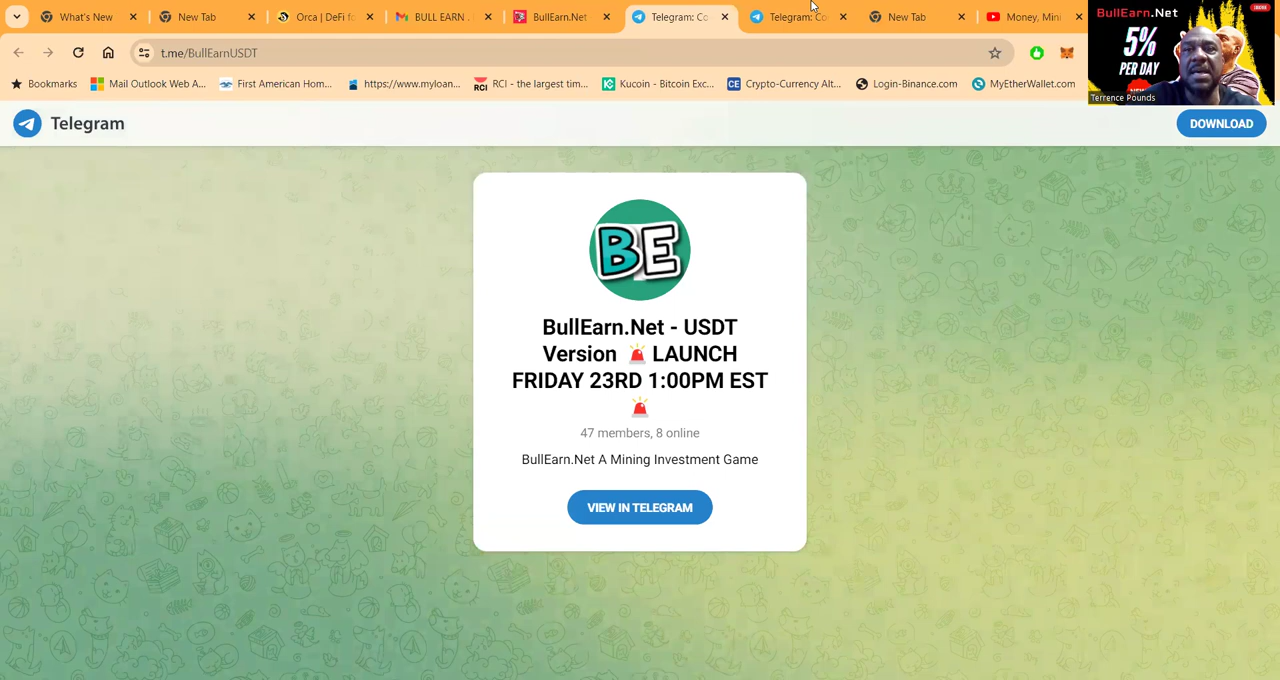 What's New
New Tab
Orca | DeFi fo
BULL EARN .
BullEarn.Net
Telegram: Co
Telegram: Co
New Tab
Money, Mini
t.me/BullEarnUSDT
Bookmarks
Mail Outlook Web A...
First American Hom...
https://www.myloan...
RCI - the largest tim...
Kucoin - Bitcoin Exc...
Crypto-Currency Alt...
Login-Binance.com
MyEtherWallet.com
BullEarn.Net
5%
PER DAY
Terrence Pounds
Telegram
DOWNLOAD
BE
BullEarn.Net - USDT
Version 🚨LAUNCH
FRIDAY 23RD 1:00PM EST
🚨
47 members, 8 online
BullEarn.Net A Mining Investment Game
VIEW IN TELEGRAM